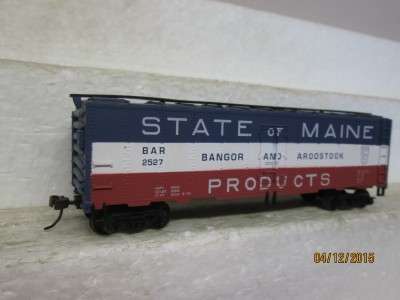 STATE OF MAINE
BAR
2527
BANGOR AND AROOSTOOK
PRODUCTS
04/12/2015